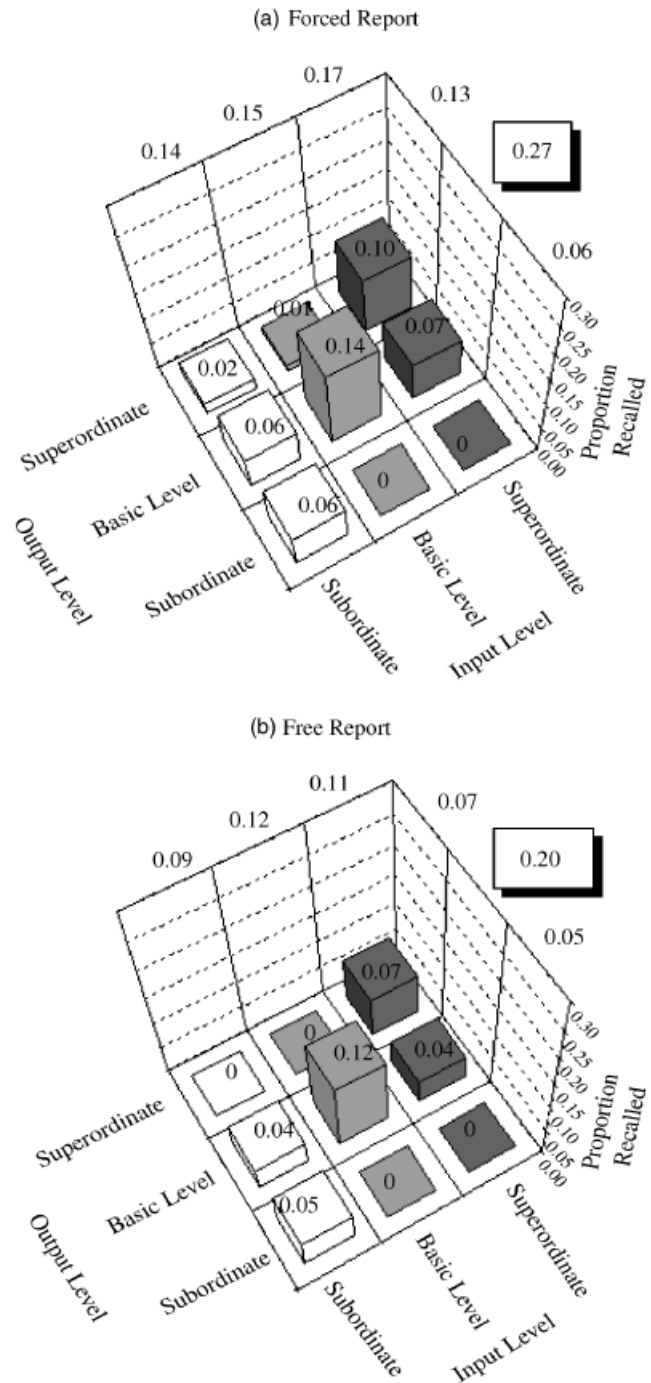 (a) Forced Report
0.17
0.13
0.15
0.27
0.14
0.06
0.10
0.01
0.07
0.14
0.02
0.06
0
0.06
0
0.30
0.25
0.20
0.15
0.10
0.05
0.00
Proportion
Recalled
Superordinate
Basic Level
Subordinate
Output Level
Superordinate
Basic Level
Subordinate
Input Level
(b) Free Report
0.11
0.07
0.12
0.20
0.09
0.05
0.07
0
0.04
0.12
0
0.04
0
0.05
0
0.30
0.25
0.20
0.15
0.10
0.05
0.00
Proportion
Recalled
Superordinate
Basic Level
Subordinate
Output Level
Superordinate
Basic Level
Subordinate
Input Level